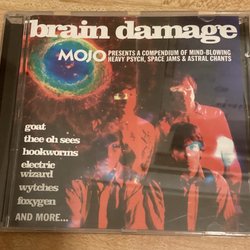 brain damage
MOJO PRESENTS A COMPENDIUM OF MIND-BLOWING
HEAVY PSYCH, SPACE JAMS & ASTRAL CHANTS
goat
thee oh sees
hookworms
electric
wizard
wytches
foxygen
AND MORE...